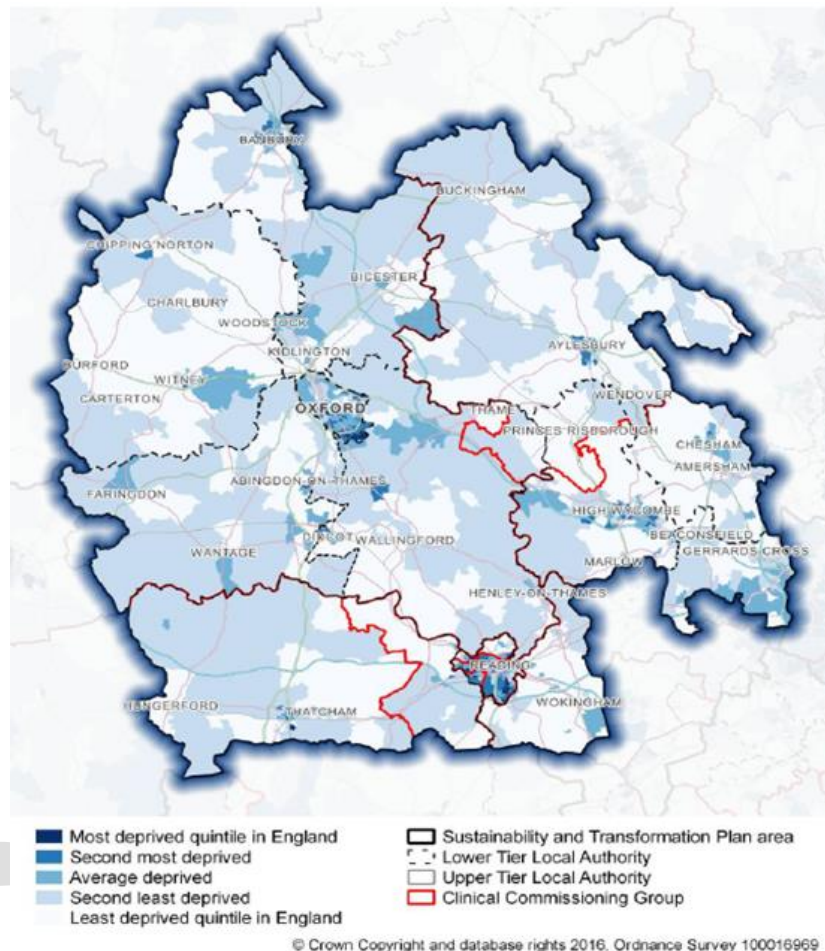 BANBURY
BUCKINGHAM
CHIPPING NORTON
BICESTER
CHARLBURY
WOODSTOCK
AYLESBURY
KIDLINGTON
BURFORD
WITNEY
WENDOVER
CARTERTON
OXFORD
THAME
PRINCES RISBOROUGH
CHESHAM
AMERSHAM
ABINGDON-ON-THAMES
FARINGDON
HIGH WYCOMBE
DIDCOT
WALLINGFORD
BEACONSFIELD
GERRARDS CROSS
WANTAGE
MARLOW
HENLEY-ON-THAMES
READING
HUNGERFORD
THATCHAM
WOKINGHAM
Most deprived quintile in England
Second most deprived
Average deprived
Second least deprived
Least deprived quintile in England
Sustainability and Transformation Plan area
Lower Tier Local Authority
Upper Tier Local Authority
Clinical Commissioning Group
© Crown Copyright and database rights 2016. Ordnance Survey 100016969